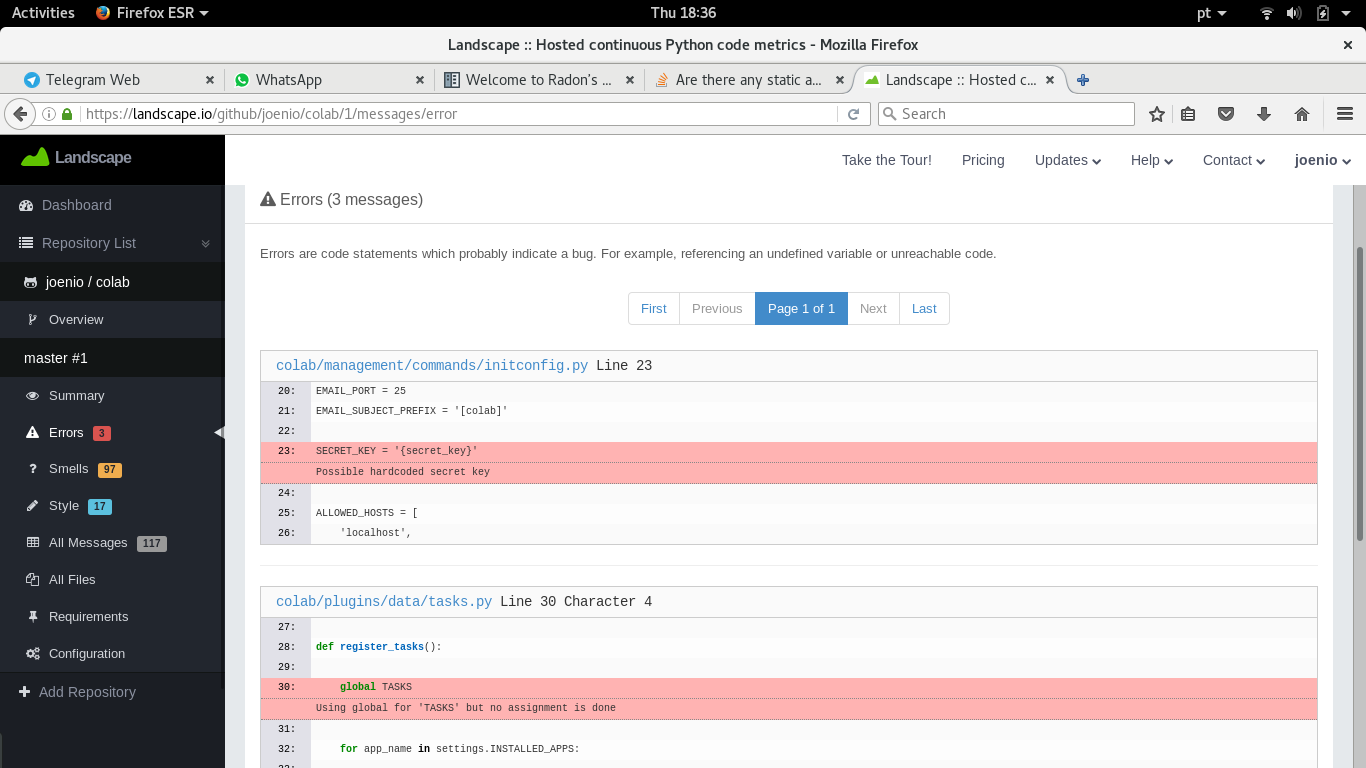 Activities Firefox ESR Thu 18:36 pt
Landscape :: Hosted continuous Python code metrics - Mozilla Firefox ×
Telegram Web × WhatsApp × Welcome to Radon’s ... × Are there any static a... × Landscape :: Hosted c... ×
https://landscape.io/github/joenio/colab/1/messages/error Search
Landscape
Take the Tour! Pricing Updates Help Contact joenio
Dashboard
Repository List
joenio / colab
Overview
master #1
Summary
Errors 3
Smells 97
Style 17
All Messages 117
All Files
Requirements
Configuration
Add Repository
Errors (3 messages)
Errors are code statements which probably indicate a bug. For example, referencing an undefined variable or unreachable code.
First Previous Page 1 of 1 Next Last
colab/management/commands/initconfig.py Line 23
20: EMAIL_PORT = 25
21: EMAIL_SUBJECT_PREFIX = '[colab]'
22:
23: SECRET_KEY = '{secret_key}'
Possible hardcoded secret key
24:
25: ALLOWED_HOSTS = [
26: 'localhost',
colab/plugins/data/tasks.py Line 30 Character 4
27:
28: def register_tasks():
29:
30: global TASKS
Using global for 'TASKS' but no assignment is done
31:
32: for app_name in settings.INSTALLED_APPS: